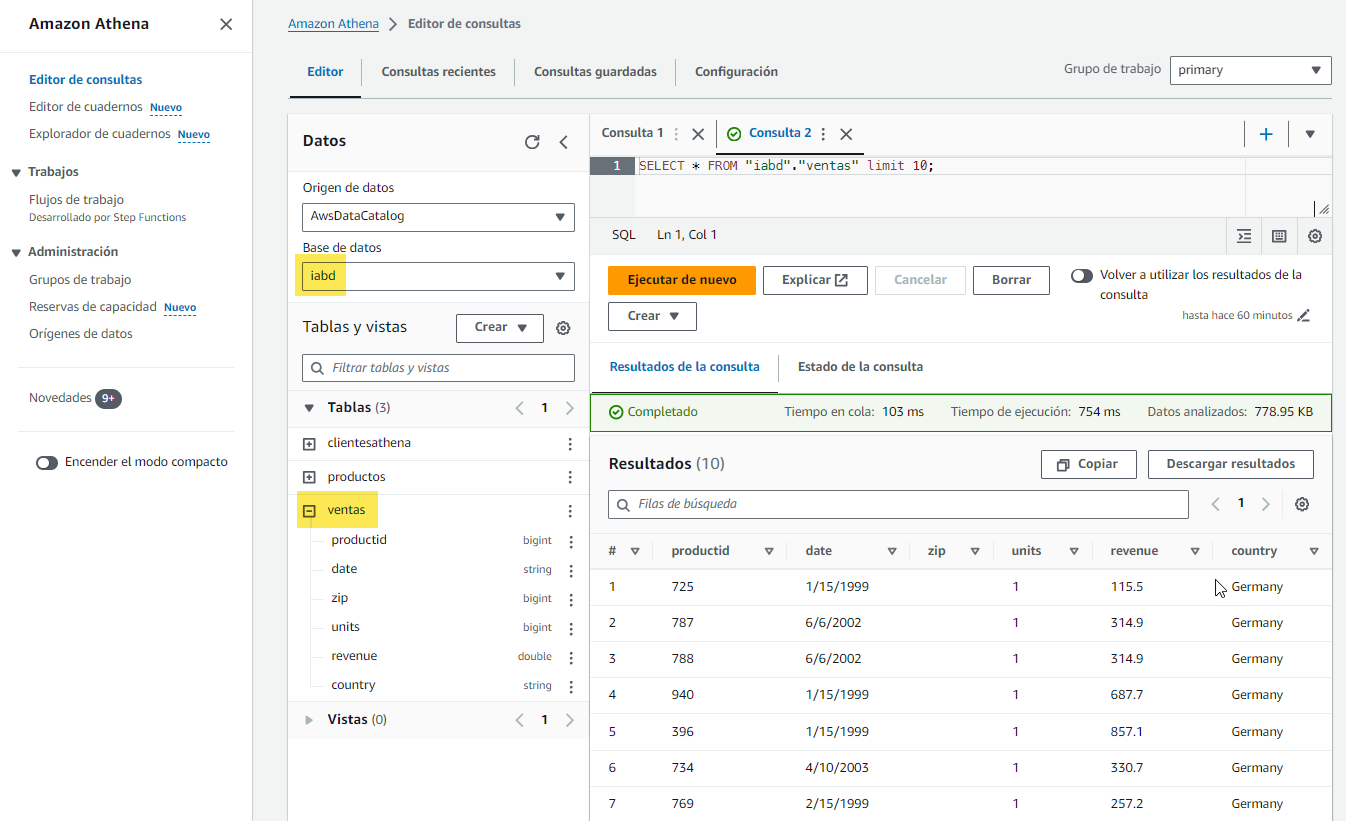 Amazon Athena
Editor de consultas
Editor de cuadernos Nuevo
Explorador de cuadernos Nuevo
Trabajos
Flujos de trabajo
Desarrollado por Step Functions
Administración
Grupos de trabajo
Reservas de capacidad Nuevo
Orígenes de datos
Novedades 9+
Encender el modo compacto
Amazon Athena Editor de consultas
Editor Consultas recientes Consultas guardadas Configuración
Grupo de trabajo primary
Datos
Origen de datos
AwsDataCatalog
Base de datos
iabd
Tablas y vistas Crear
Filtrar tablas y vistas
Tablas (3) 1
clientesathena
productos
ventas
productid bigint
date string
zip bigint
units bigint
revenue double
country string
Vistas (0) 1
Consulta 1 Consulta 2
1 SELECT * FROM "iabd"."ventas" limit 10;
SQL Ln 1, Col 1
Ejecutar de nuevo Explicar Cancelar Borrar
Crear
Volver a utilizar los resultados de la
consulta
hasta hace 60 minutos
Resultados de la consulta Estado de la consulta
Completado Tiempo en cola: 103 ms Tiempo de ejecución: 754 ms Datos analizados: 778.95 KB
Resultados (10) Copiar Descargar resultados
Filas de búsqueda 1
# productid date zip units revenue country
1 725 1/15/1999 1 115.5 Germany
2 787 6/6/2002 1 314.9 Germany
3 788 6/6/2002 1 314.9 Germany
4 940 1/15/1999 1 687.7 Germany
5 396 1/15/1999 1 857.1 Germany
6 734 4/10/2003 1 330.7 Germany
7 769 2/15/1999 1 257.2 Germany